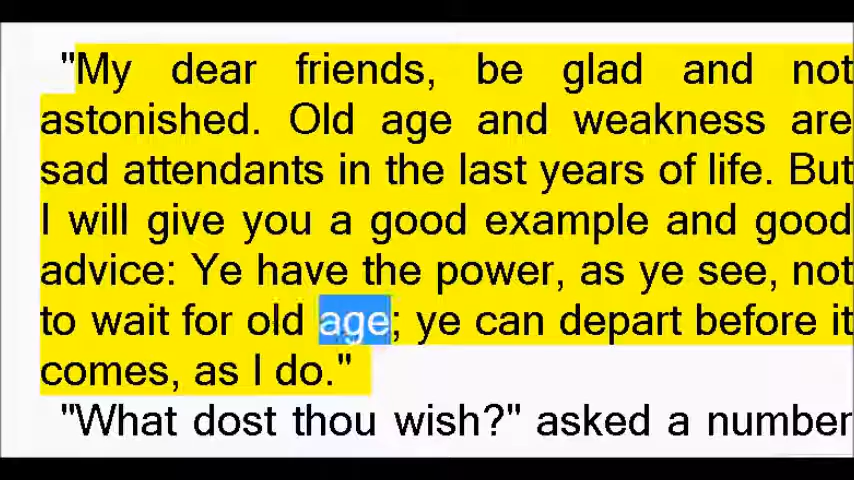 "My dear friends, be glad and not
astonished. Old age and weakness are
sad attendants in the last years of life. But
I will give you a good example and good
advice: Ye have the power, as ye see, not
to wait for old age; ye can depart before it
comes, as I do."
"What dost thou wish?" asked a number